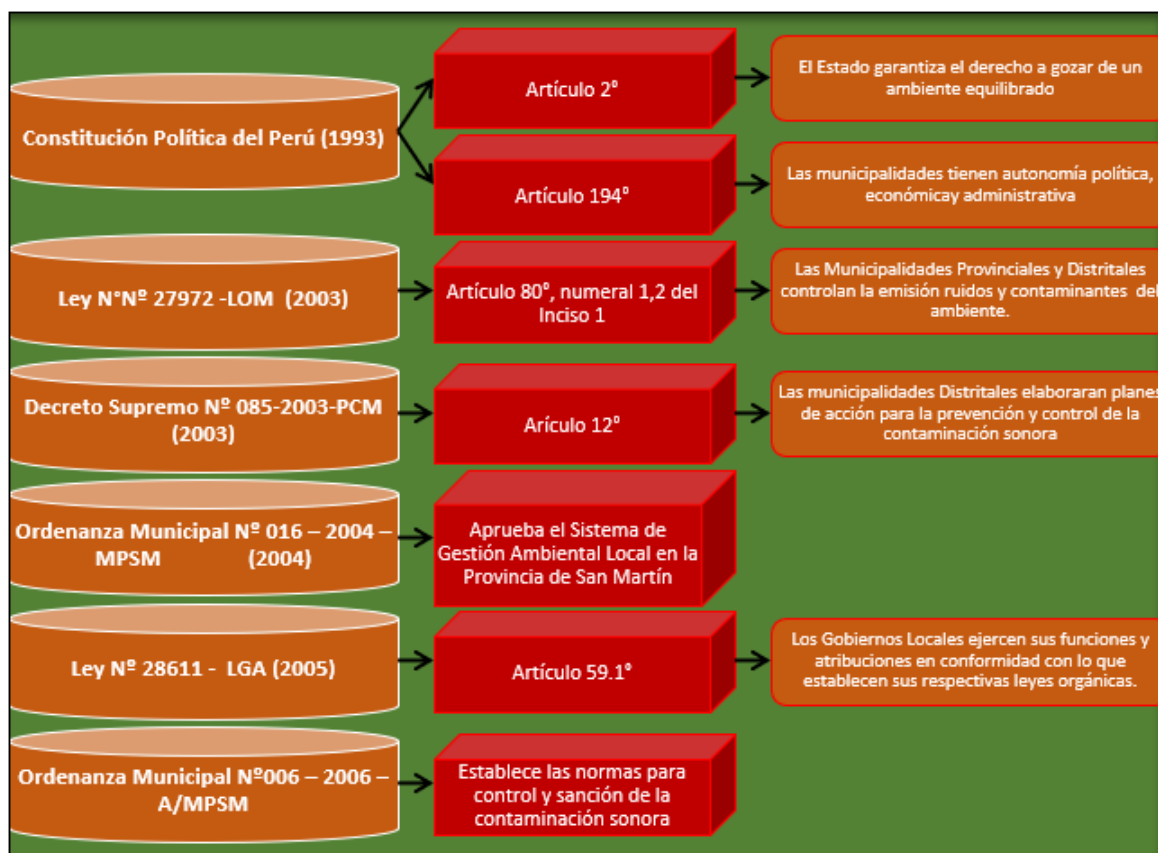 Constitución Política del Perú (1993)
Artículo 2⁰
El Estado garantiza el derecho a gozar de un
ambiente equilibrado
Artículo 194⁰
Las municipalidades tienen autonomía política,
económicay administrativa
Ley N°Nº 27972 -LOM (2003)
Artículo 80⁰, numeral 1,2 del
Inciso 1
Las Municipalidades Provinciales y Distritales
controlan la emisión ruidos y contaminantes del
ambiente.
Decreto Supremo Nº 085-2003-PCM
(2003)
Arículo 12⁰
Las municipalidades Distritales elaboraran planes
de acción para la prevención y control de la
contaminación sonora
Ordenanza Municipal Nº 016 – 2004 –
MPSM (2004)
Aprueba el Sistema de
Gestión Ambiental Local en la
Provincia de San Martín
Ley Nº 28611 - LGA (2005)
Artículo 59.1⁰
Los Gobiernos Locales ejercen sus funciones y
atribuciones en conformidad con lo que
establecen sus respectivas leyes orgánicas.
Ordenanza Municipal Nº006 – 2006 –
A/MPSM
Establece las normas para
control y sanción de la
contaminación sonora